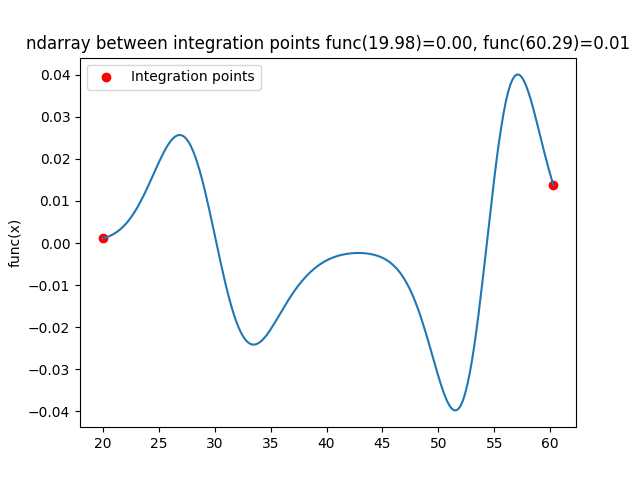 ndarray between integration points func(19.98)=0.00, func(60.29)=0.01
Integration points
func(x)
0.04
0.03
0.02
0.01
0.00
−0.01
−0.02
−0.03
−0.04
20 25 30 35 40 45 50 55 60